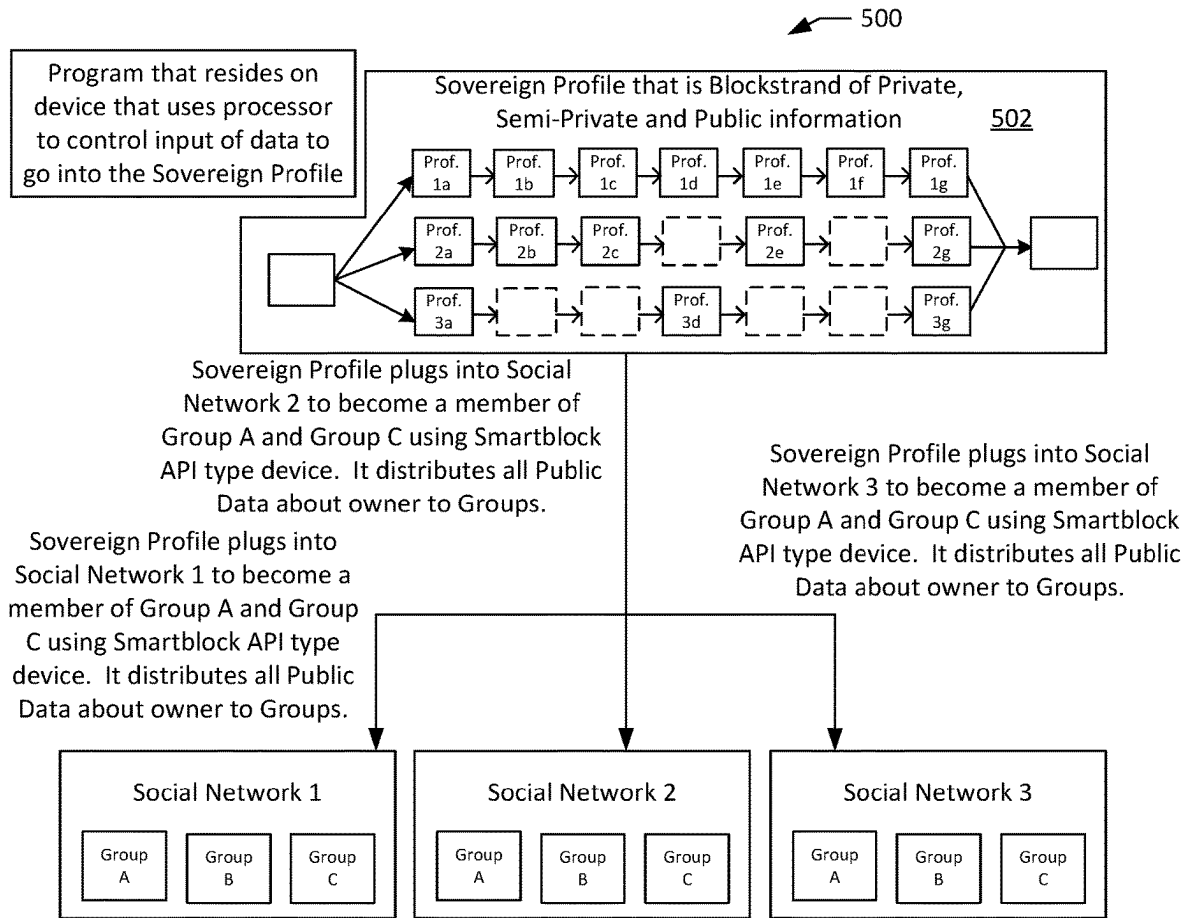 500
Program that resides on
device that uses processor
to control input of data to
go into the Sovereign Profile
Sovereign Profile that is Blockstrand of Private,
Semi-Private and Public information
502
Prof.
1a
Prof.
1b
Prof.
1c
Prof.
1d
Prof.
1e
Prof.
1f
Prof.
1g
Prof.
2a
Prof.
2b
Prof.
2c
Prof.
2e
Prof.
2g
Prof.
3a
Prof.
3d
Prof.
3g
Sovereign Profile plugs into Social
Network 2 to become a member of
Group A and Group C using Smartblock
API type device. It distributes all Public
Data about owner to Groups.
Sovereign Profile plugs into Social
Network 3 to become a member of
Group A and Group C using Smartblock
API type device. It distributes all Public
Data about owner to Groups.
Sovereign Profile plugs into
Social Network 1 to become a
member of Group A and Group
C using Smartblock API type
device. It distributes all Public
Data about owner to Groups.
Social Network 1
Group
A
Group
B
Group
C
Social Network 2
Group
A
Group
B
Group
C
Social Network 3
Group
A
Group
B
Group
C